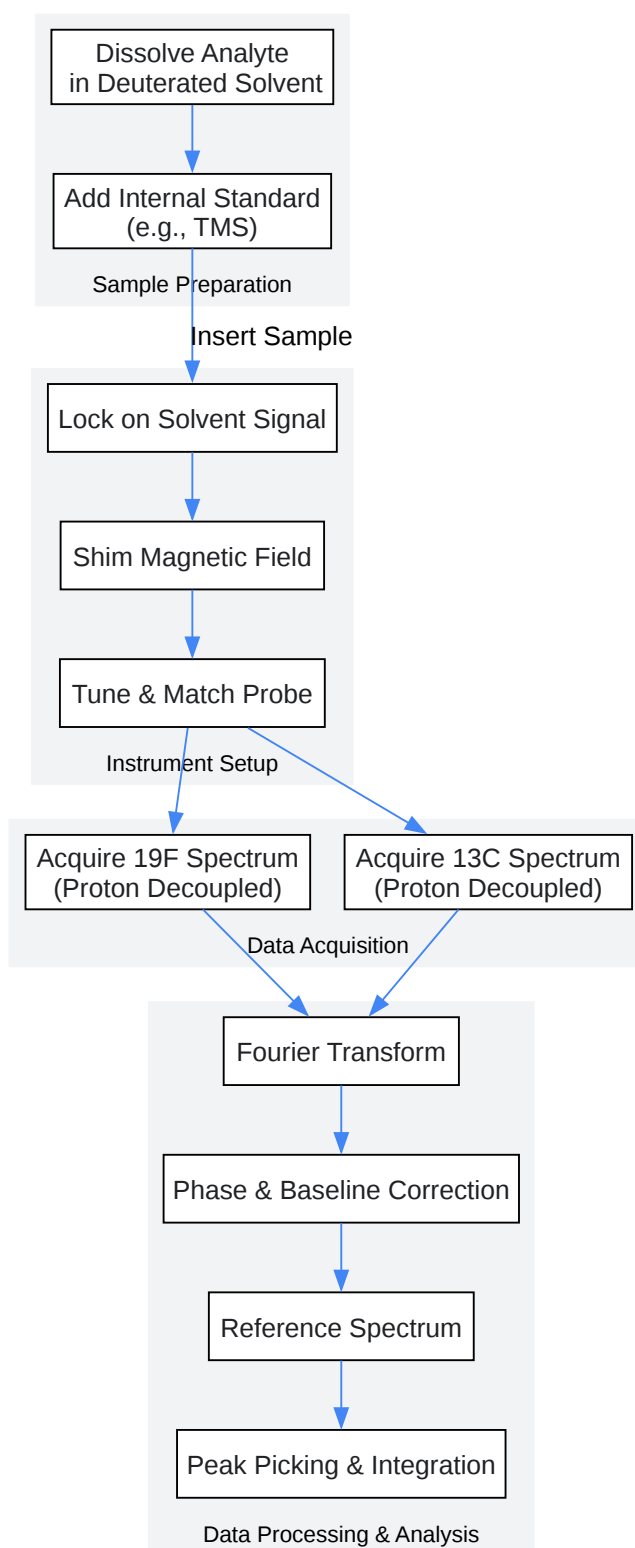 Dissolve Analyte
in Deuterated Solvent
Add Internal Standard
(e.g., TMS)
Sample Preparation
Insert Sample
Lock on Solvent Signal
Shim Magnetic Field
Tune & Match Probe
Instrument Setup
Acquire 19F Spectrum
(Proton Decoupled)
Acquire 13C Spectrum
(Proton Decoupled)
Data Acquisition
Fourier Transform
Phase & Baseline Correction
Reference Spectrum
Peak Picking & Integration
Data Processing & Analysis